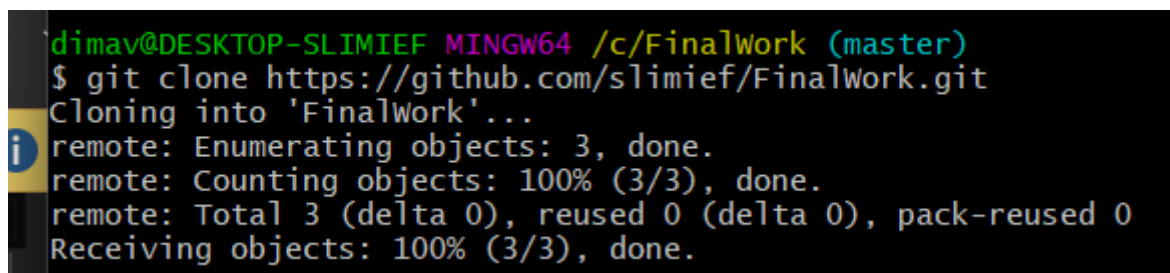 dimav@DESKTOP-SLIMIEF MINGW64 /c/FinalWork (master)
$ git clone https://github.com/slimief/FinalWork.git
Cloning into 'FinalWork'...
remote: Enumerating objects: 3, done.
remote: Counting objects: 100% (3/3), done.
remote: Total 3 (delta 0), reused 0 (delta 0), pack-reused 0
Receiving objects: 100% (3/3), done.